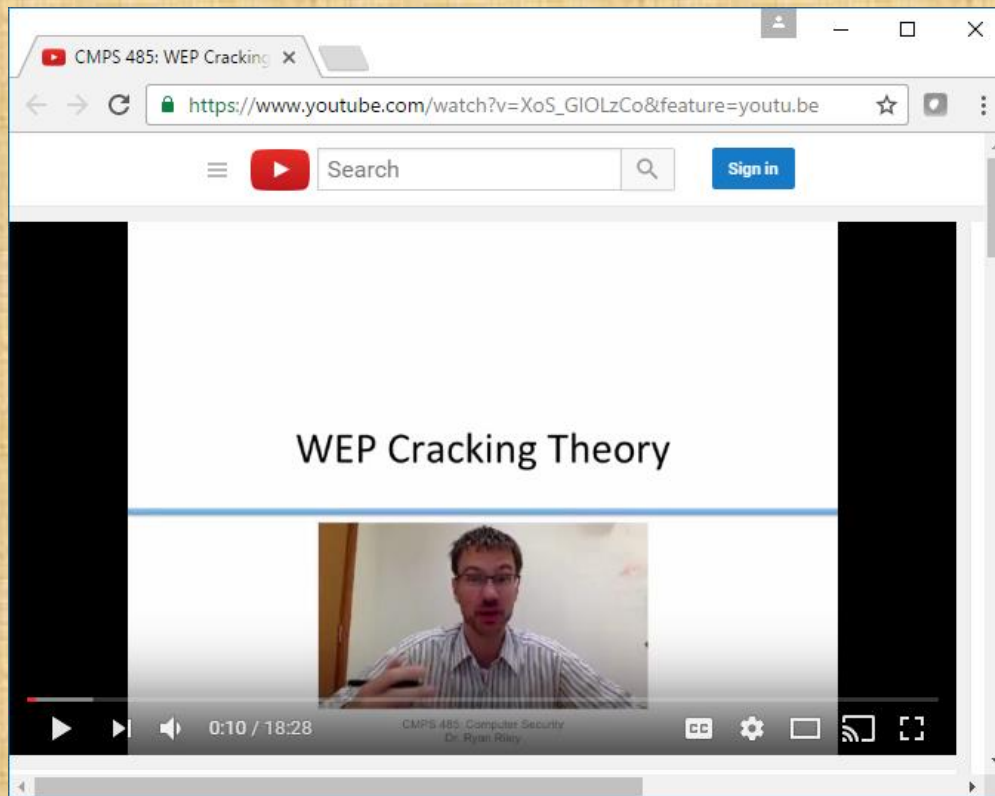 CMPS 485: WEP Cracking
https://www.youtube.com/watch?v=XoS_GIOLzCo&feature=youtu.be
Search
Sign in
WEP Cracking Theory
0:10 / 18:28
CMPS 485: Computer Security
Dr. Ryan Riley
CC